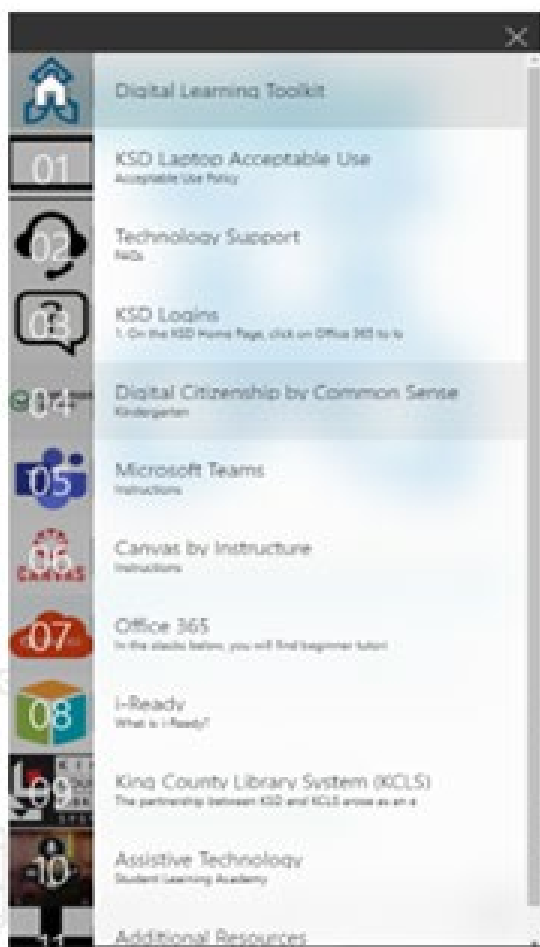 Digital Learning Toolkit
01
KSD Laptop Acceptable Use
Acceptable Use Policy
02
Technology Support
FAQs
03
KSD Logins
1. On the KSD Home Page, click on Office 365 to lo
04
Digital Citizenship by Common Sense
Kindergarten
05
Microsoft Teams
Instructions
06
CANVAS
Canvas by Instructure
Instructions
07
Office 365
In the stacks below, you will find beginner tutori
08
i-Ready
What is i-Ready?
09
King County Library System (KCLS)
The partnership between KSD and KCLS arose as an e
10
Assistive Technology
Student Learning Academy
11
Additional Resources